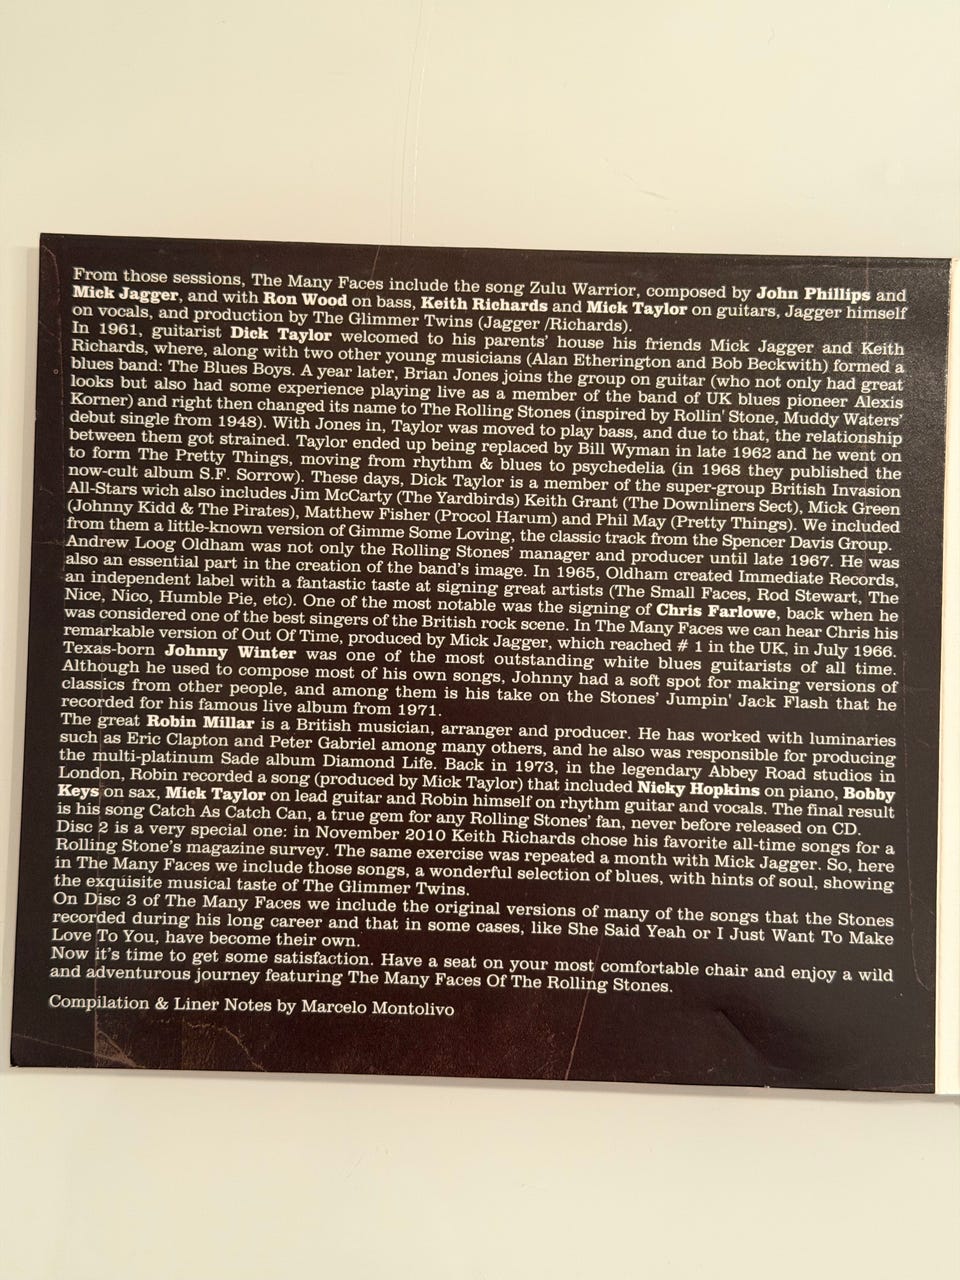 From those sessions, The Many Faces include the song Zulu Warrior, composed by John Phillips and
Mick Jagger, and with Ron Wood on bass, Keith Richards and Mick Taylor on guitars, Jagger himself
on vocals, and production by The Glimmer Twins (Jagger /Richards).
In 1961, guitarist Dick Taylor welcomed to his parents' house his friends Mick Jagger and Keith
Richards, where, along with two other young musicians (Alan Etherington and Bob Beckwith) formed a
blues band: The Blues Boys. A year later, Brian Jones joins the group on guitar (who not only had great
looks but also had some experience playing live as a member of the band of UK blues pioneer Alexis
Korner) and right then changed its name to The Rolling Stones (inspired by Rollin' Stone, Muddy Waters'
debut single from 1948). With Jones in, Taylor was moved to play bass, and due to that, the relationship
between them got strained. Taylor ended up being replaced by Bill Wyman in late 1962 and he went on
to form The Pretty Things, moving from rhythm & blues to psychedelia (in 1968 they published the
now-cult album S.F. Sorrow). These days, Dick Taylor is a member of the super-group British Invasion
All-Stars wich also includes Jim McCarty (The Yardbirds) Keith Grant (The Downliners Sect), Mick Green
(Johnny Kidd & The Pirates), Matthew Fisher (Procol Harum) and Phil May (Pretty Things). We included
from them a little-known version of Gimme Some Loving, the classic track from the Spencer Davis Group.
Andrew Loog Oldham was not only the Rolling Stones' manager and producer until late 1967. He was
also an essential part in the creation of the band's image. In 1965, Oldham created Immediate Records,
an independent label with a fantastic taste at signing great artists (The Small Faces, Rod Stewart, The
Nice, Nico, Humble Pie, etc). One of the most notable was the signing of Chris Farlowe, back when he
was considered one of the best singers of the British rock scene. In The Many Faces we can hear Chris his
remarkable version of Out Of Time, produced by Mick Jagger, which reached # 1 in the UK, in July 1966.
Texas-born Johnny Winter was one of the most outstanding white blues guitarists of all time.
Although he used to compose most of his own songs, Johnny had a soft spot for making versions of
classics from other people, and among them is his take on the Stones' Jumpin' Jack Flash that he
recorded for his famous live album from 1971.
The great Robin Millar is a British musician, arranger and producer. He has worked with luminaries
such as Eric Clapton and Peter Gabriel among many others, and he also was responsible for producing
the multi-platinum Sade album Diamond Life. Back in 1973, in the legendary Abbey Road studios in
London, Robin recorded a song (produced by Mick Taylor) that included Nicky Hopkins on piano, Bobby
Keys on sax, Mick Taylor on lead guitar and Robin himself on rhythm guitar and vocals. The final result
is his song Catch As Catch Can, a true gem for any Rolling Stones' fan, never before released on CD.
Disc 2 is a very special one: in November 2010 Keith Richards chose his favorite all-time songs for a
Rolling Stone's magazine survey. The same exercise was repeated a month with Mick Jagger. So, here
in The Many Faces we include those songs, a wonderful selection of blues, with hints of soul, showing
the exquisite musical taste of The Glimmer Twins.
On Disc 3 of The Many Faces we include the original versions of many of the songs that the Stones
recorded during his long career and that in some cases, like She Said Yeah or I Just Want To Make
Love To You, have become their own.
Now it's time to get some satisfaction. Have a seat on your most comfortable chair and enjoy a wild
and adventurous journey featuring The Many Faces Of The Rolling Stones.
Compilation & Liner Notes by Marcelo Montolivo